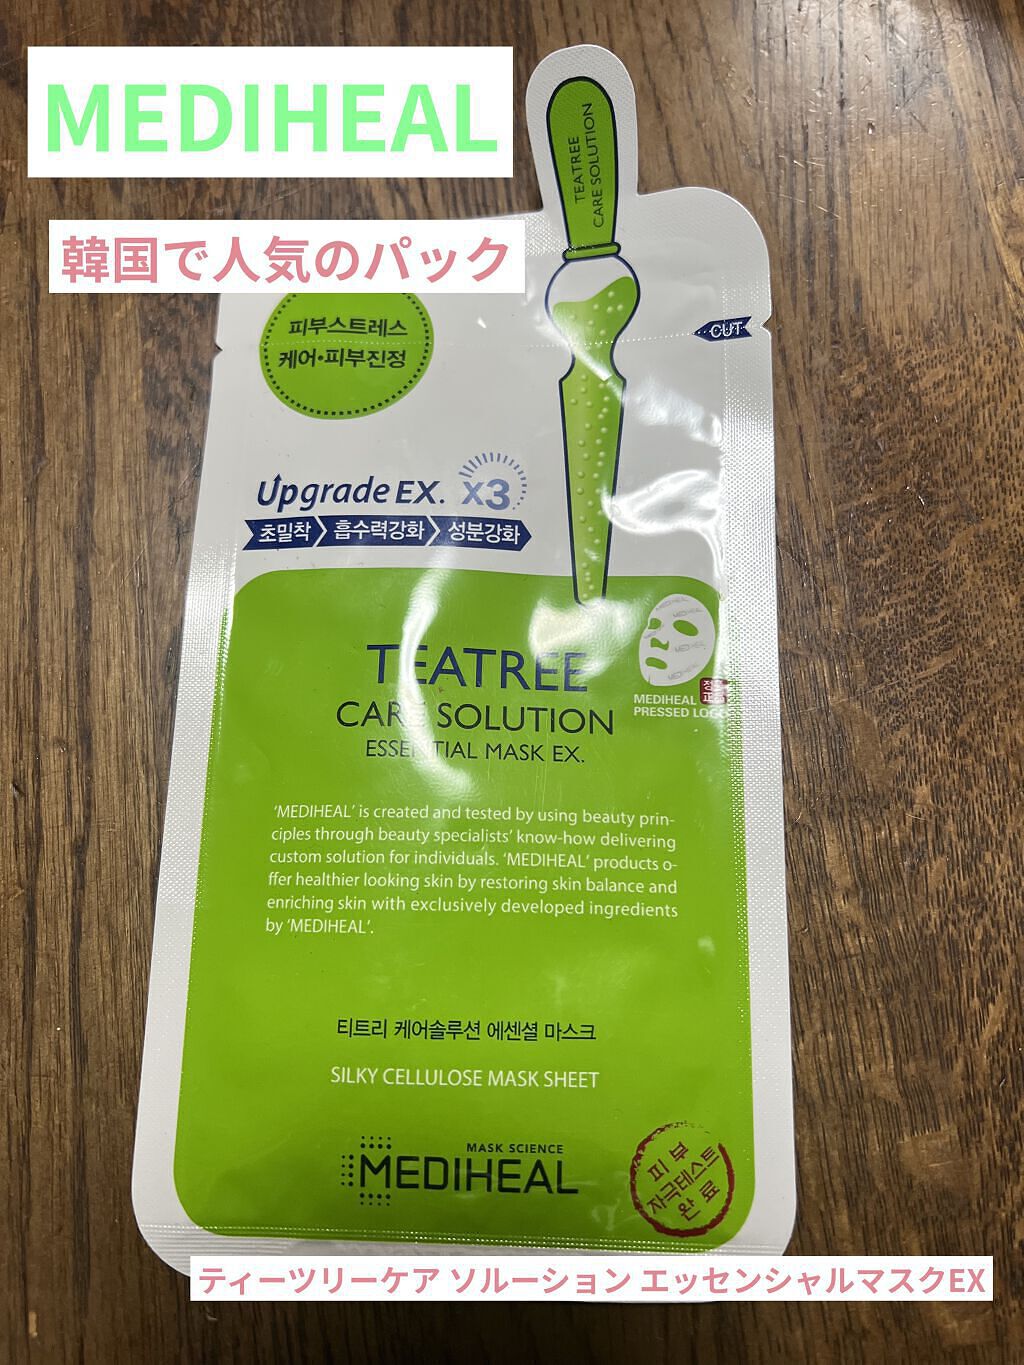 MEDIHEAL
韓国で人気のパック
TEATREE
CARE SOLUTION
피부스트레스
케어•피부진정
CUT
Upgrade EX. x3
초밀착 흡수력강화 성분강화
TEATREE
CARE SOLUTION
ESSENTIAL MASK EX.
MEDIHEAL
PRESSED LOGO
'MEDIHEAL' is created and tested by using beauty prin-
ciples through beauty specialists' know-how delivering
custom solution for individuals. 'MEDIHEAL' products o-
ffer healthier looking skin by restoring skin balance and
enriching skin with exclusively developed ingredients
by 'MEDIHEAL'.
티트리 케어솔루션 에센셜 마스크
SILKY CELLULOSE MASK SHEET
MASK SCIENCE
MEDIHEAL
피부
자극테스트
완료
ティーツリーケア ソルーション エッセンシャルマスクEX